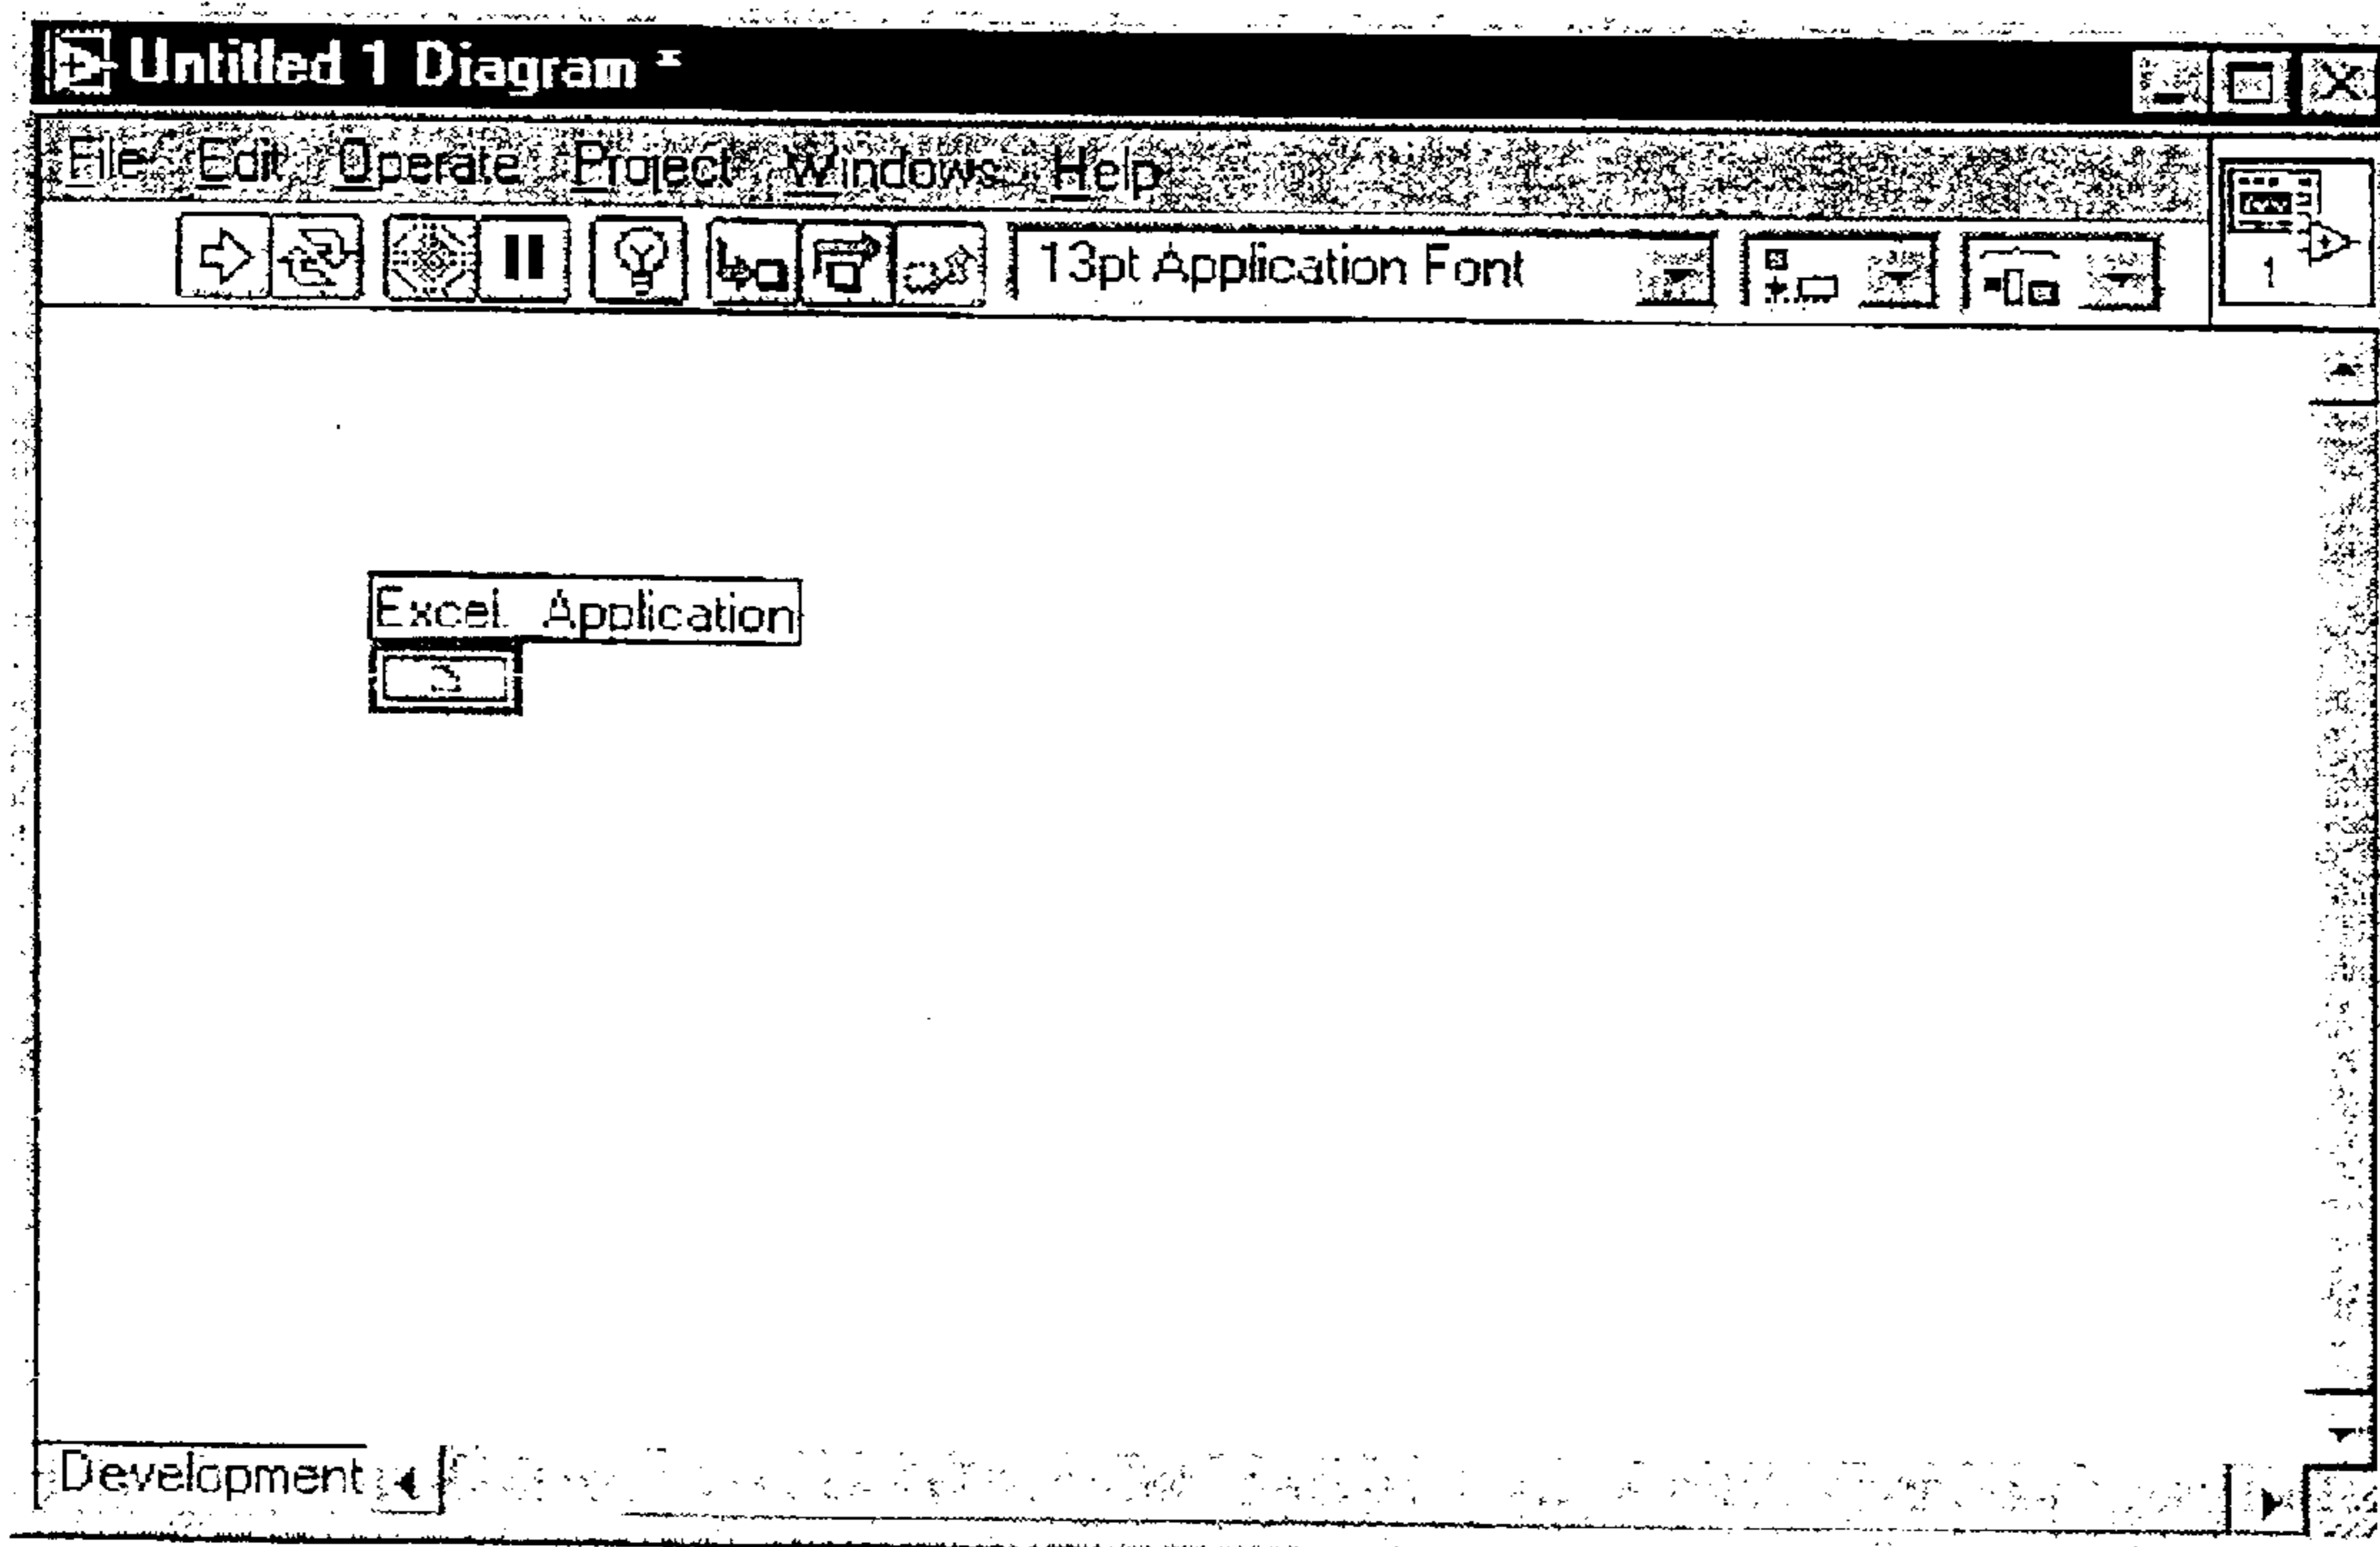 Untitled 1 Diagram *
File Edit Operate Project Windows Help
13pt Application Font
1
Excel. Application
Development